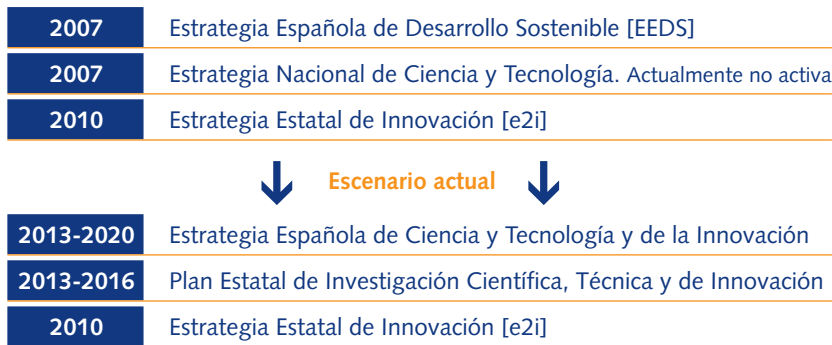 2007 Estrategia Española de Desarrollo Sostenible [EEDS]
2007 Estrategia Nacional de Ciencia y Tecnología. Actualmente no activa
2010 Estrategia Estatal de Innovación [e2i]
Escenario actual
2013-2020 Estrategia Española de Ciencia y Tecnología y de la Innovación
2013-2016 Plan Estatal de Investigación Científica, Técnica y de Innovación
2010 Estrategia Estatal de Innovación [e2i]